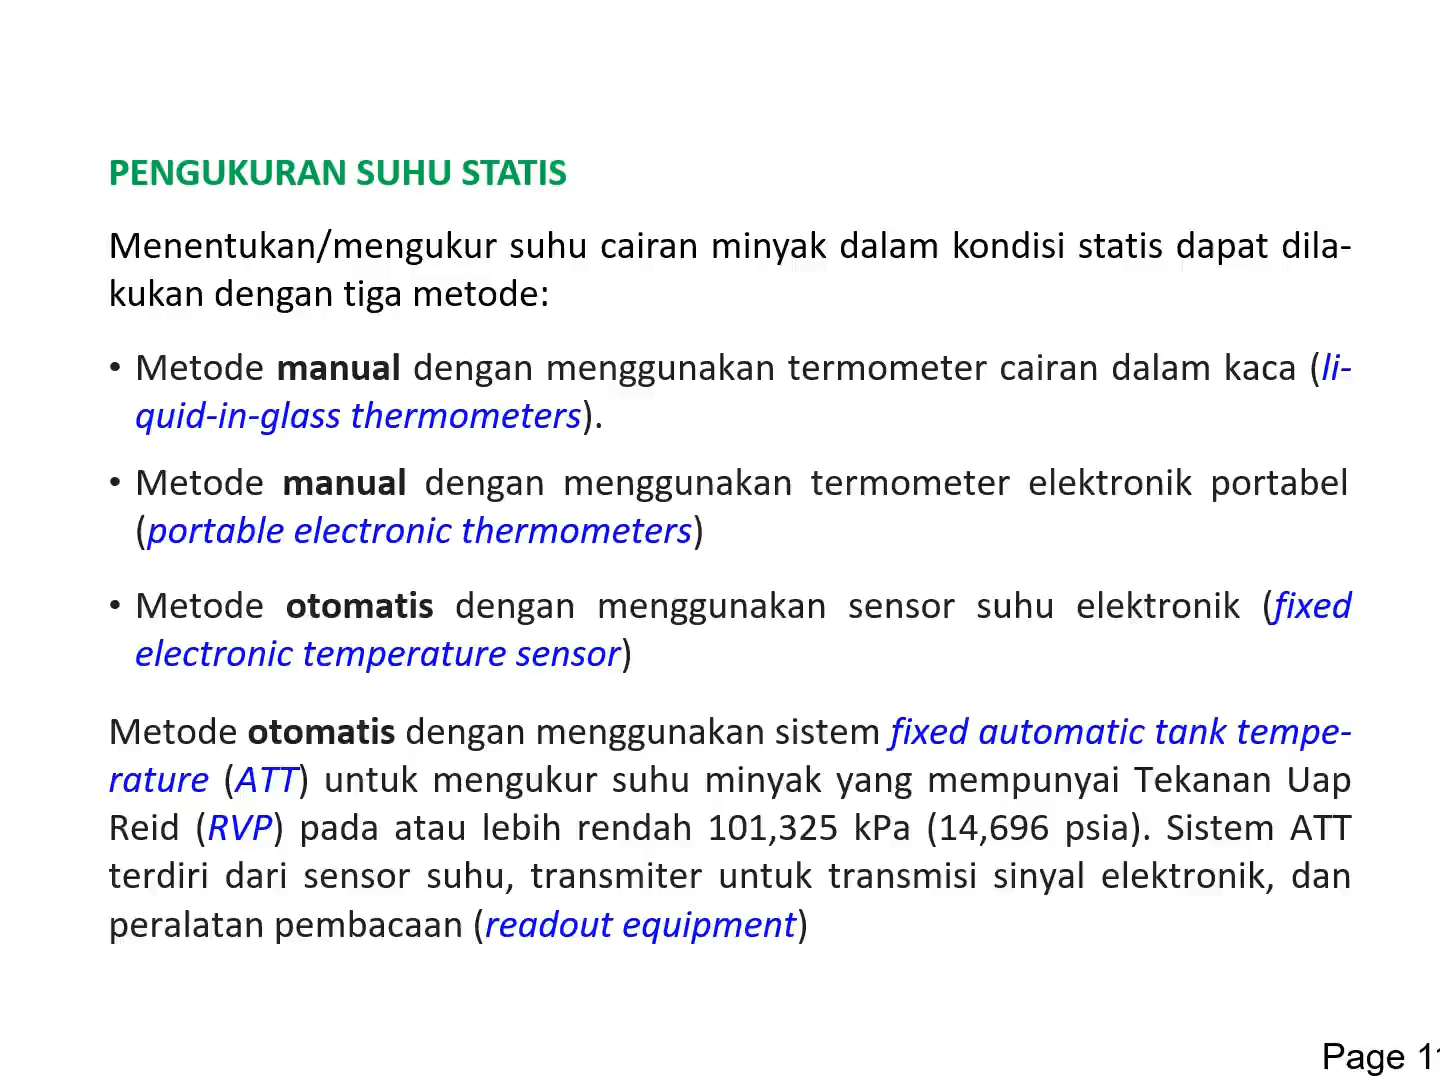 PENGUKURAN SUHU STATIS
Menentukan/mengukur suhu cairan minyak dalam kondisi statis dapat dila-
kukan dengan tiga metode:
• Metode manual dengan menggunakan termometer cairan dalam kaca (li-
quid-in-glass thermometers).
• Metode manual dengan menggunakan termometer elektronik portabel
(portable electronic thermometers)
• Metode otomatis dengan menggunakan sensor suhu elektronik (fixed
electronic temperature sensor)
Metode otomatis dengan menggunakan sistem fixed automatic tank tempe-
rature (ATT) untuk mengukur suhu minyak yang mempunyai Tekanan Uap
Reid (RVP) pada atau lebih rendah 101,325 kPa (14,696 psia). Sistem ATT
terdiri dari sensor suhu, transmiter untuk transmisi sinyal elektronik, dan
peralatan pembacaan (readout equipment)
Page